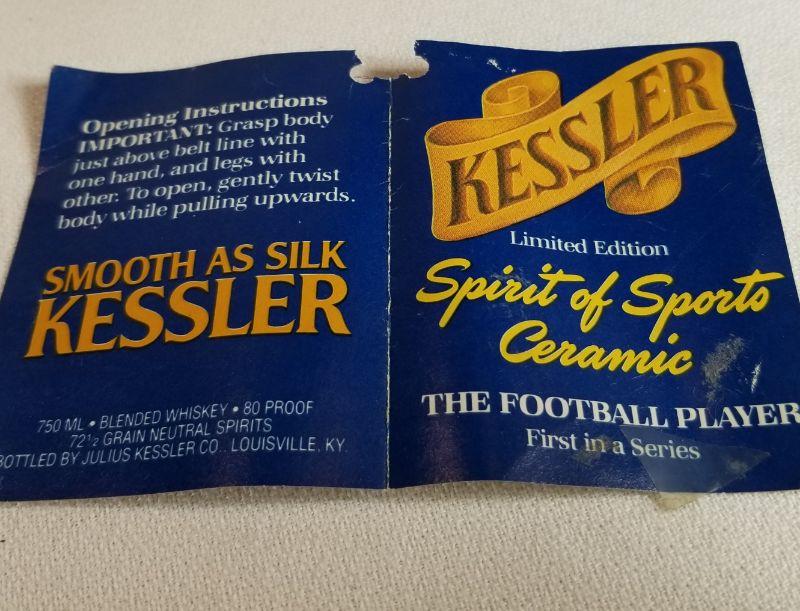 Opening Instructions
IMPORTANT: Grasp body
just above belt line with
one hand, and legs with
other. To open, gently twist
body while pulling upwards.
SMOOTH AS SILK
KESSLER
750 ML • BLENDED WHISKEY • 80 PROOF
72½ GRAIN NEUTRAL SPIRITS
BOTTLED BY JULIUS KESSLER CO. LOUISVILLE, KY.
KESSLER
Limited Edition
Spirit of Sports
Ceramic
THE FOOTBALL PLAYER
First in a Series